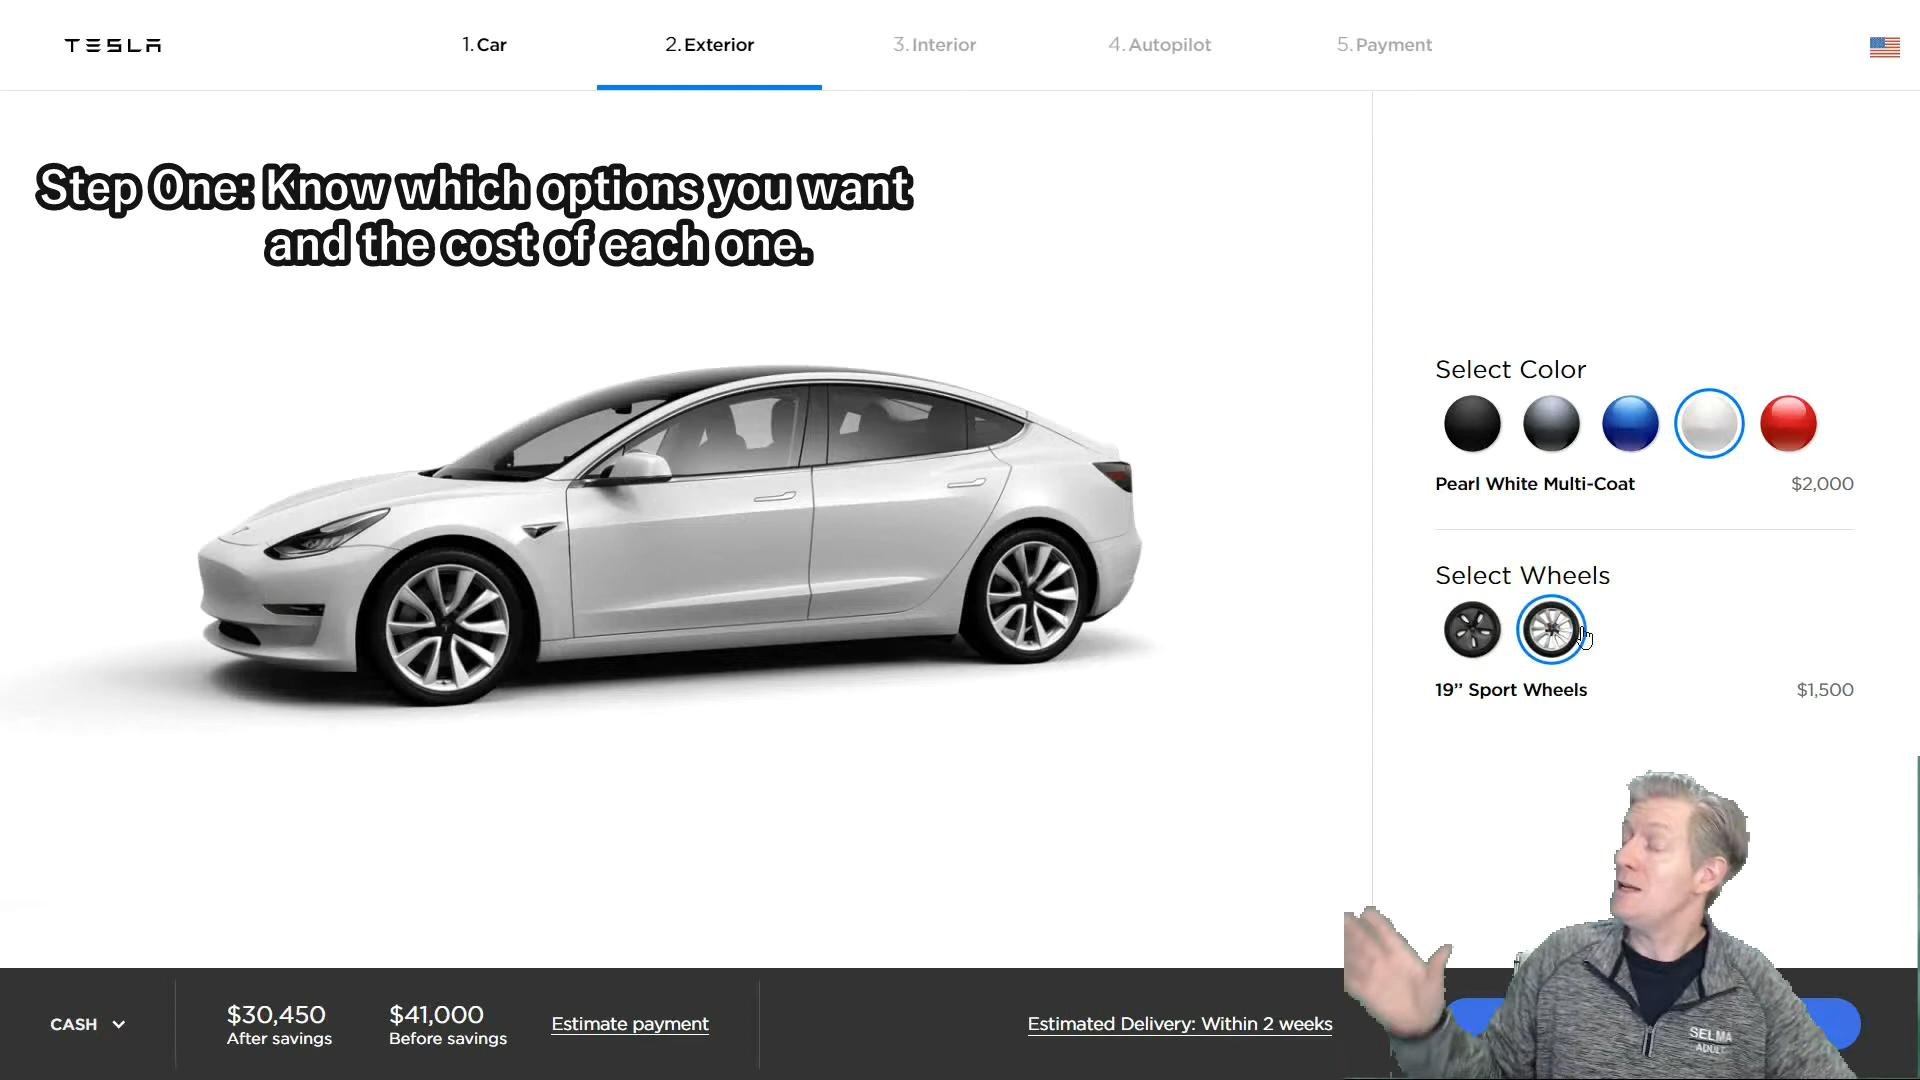 TESLA
1. Car
2. Exterior
3. Interior
4. Autopilot
5. Payment
Step One: Know which options you want
and the cost of each one.
Select Color
Pearl White Multi-Coat $2,000
Select Wheels
19” Sport Wheels $1,500
CASH
$30,450
After savings
$41,000
Before savings
Estimate payment
Estimated Delivery: Within 2 weeks
SELMA
ADULT